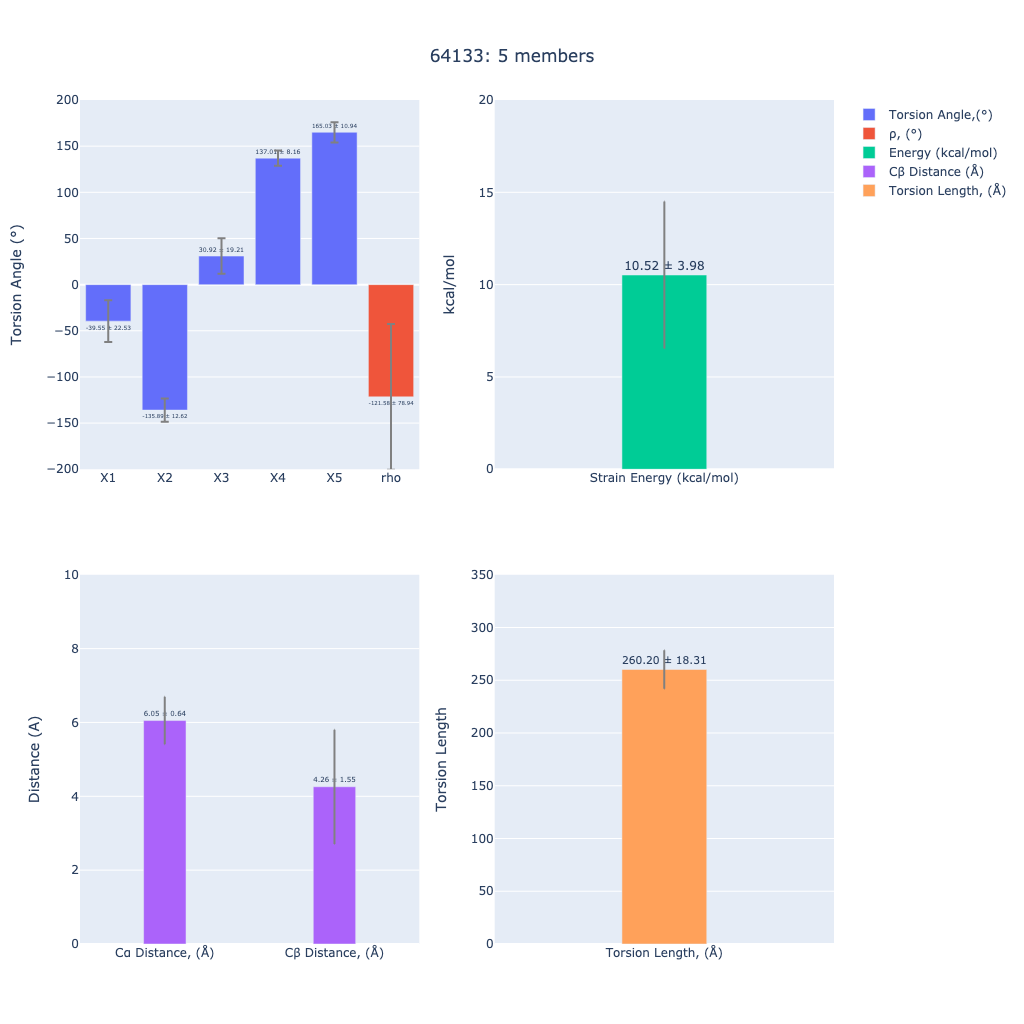 64133: 5 members
Torsion Angle (°)
200
150
100
50
0
−50
−100
−150
−200
-39.55 ± 22.53
-135.89 ± 12.62
30.92 ± 19.21
137.01 ± 8.16
165.03 ± 10.94
-121.58 ± 78.94
X1 X2 X3 X4 X5 rho
kcal/mol
20
15
10
5
0
10.52 ± 3.98
Strain Energy (kcal/mol)
Torsion Angle,(°)
ρ, (°)
Energy (kcal/mol)
Cβ Distance (Å)
Torsion Length, (Å)
Distance (A)
10
8
6
4
2
0
6.05 ± 0.64
4.26 ± 1.55
Cα Distance, (Å) Cβ Distance, (Å)
Torsion Length
350
300
250
200
150
100
50
0
260.20 ± 18.31
Torsion Length, (Å)